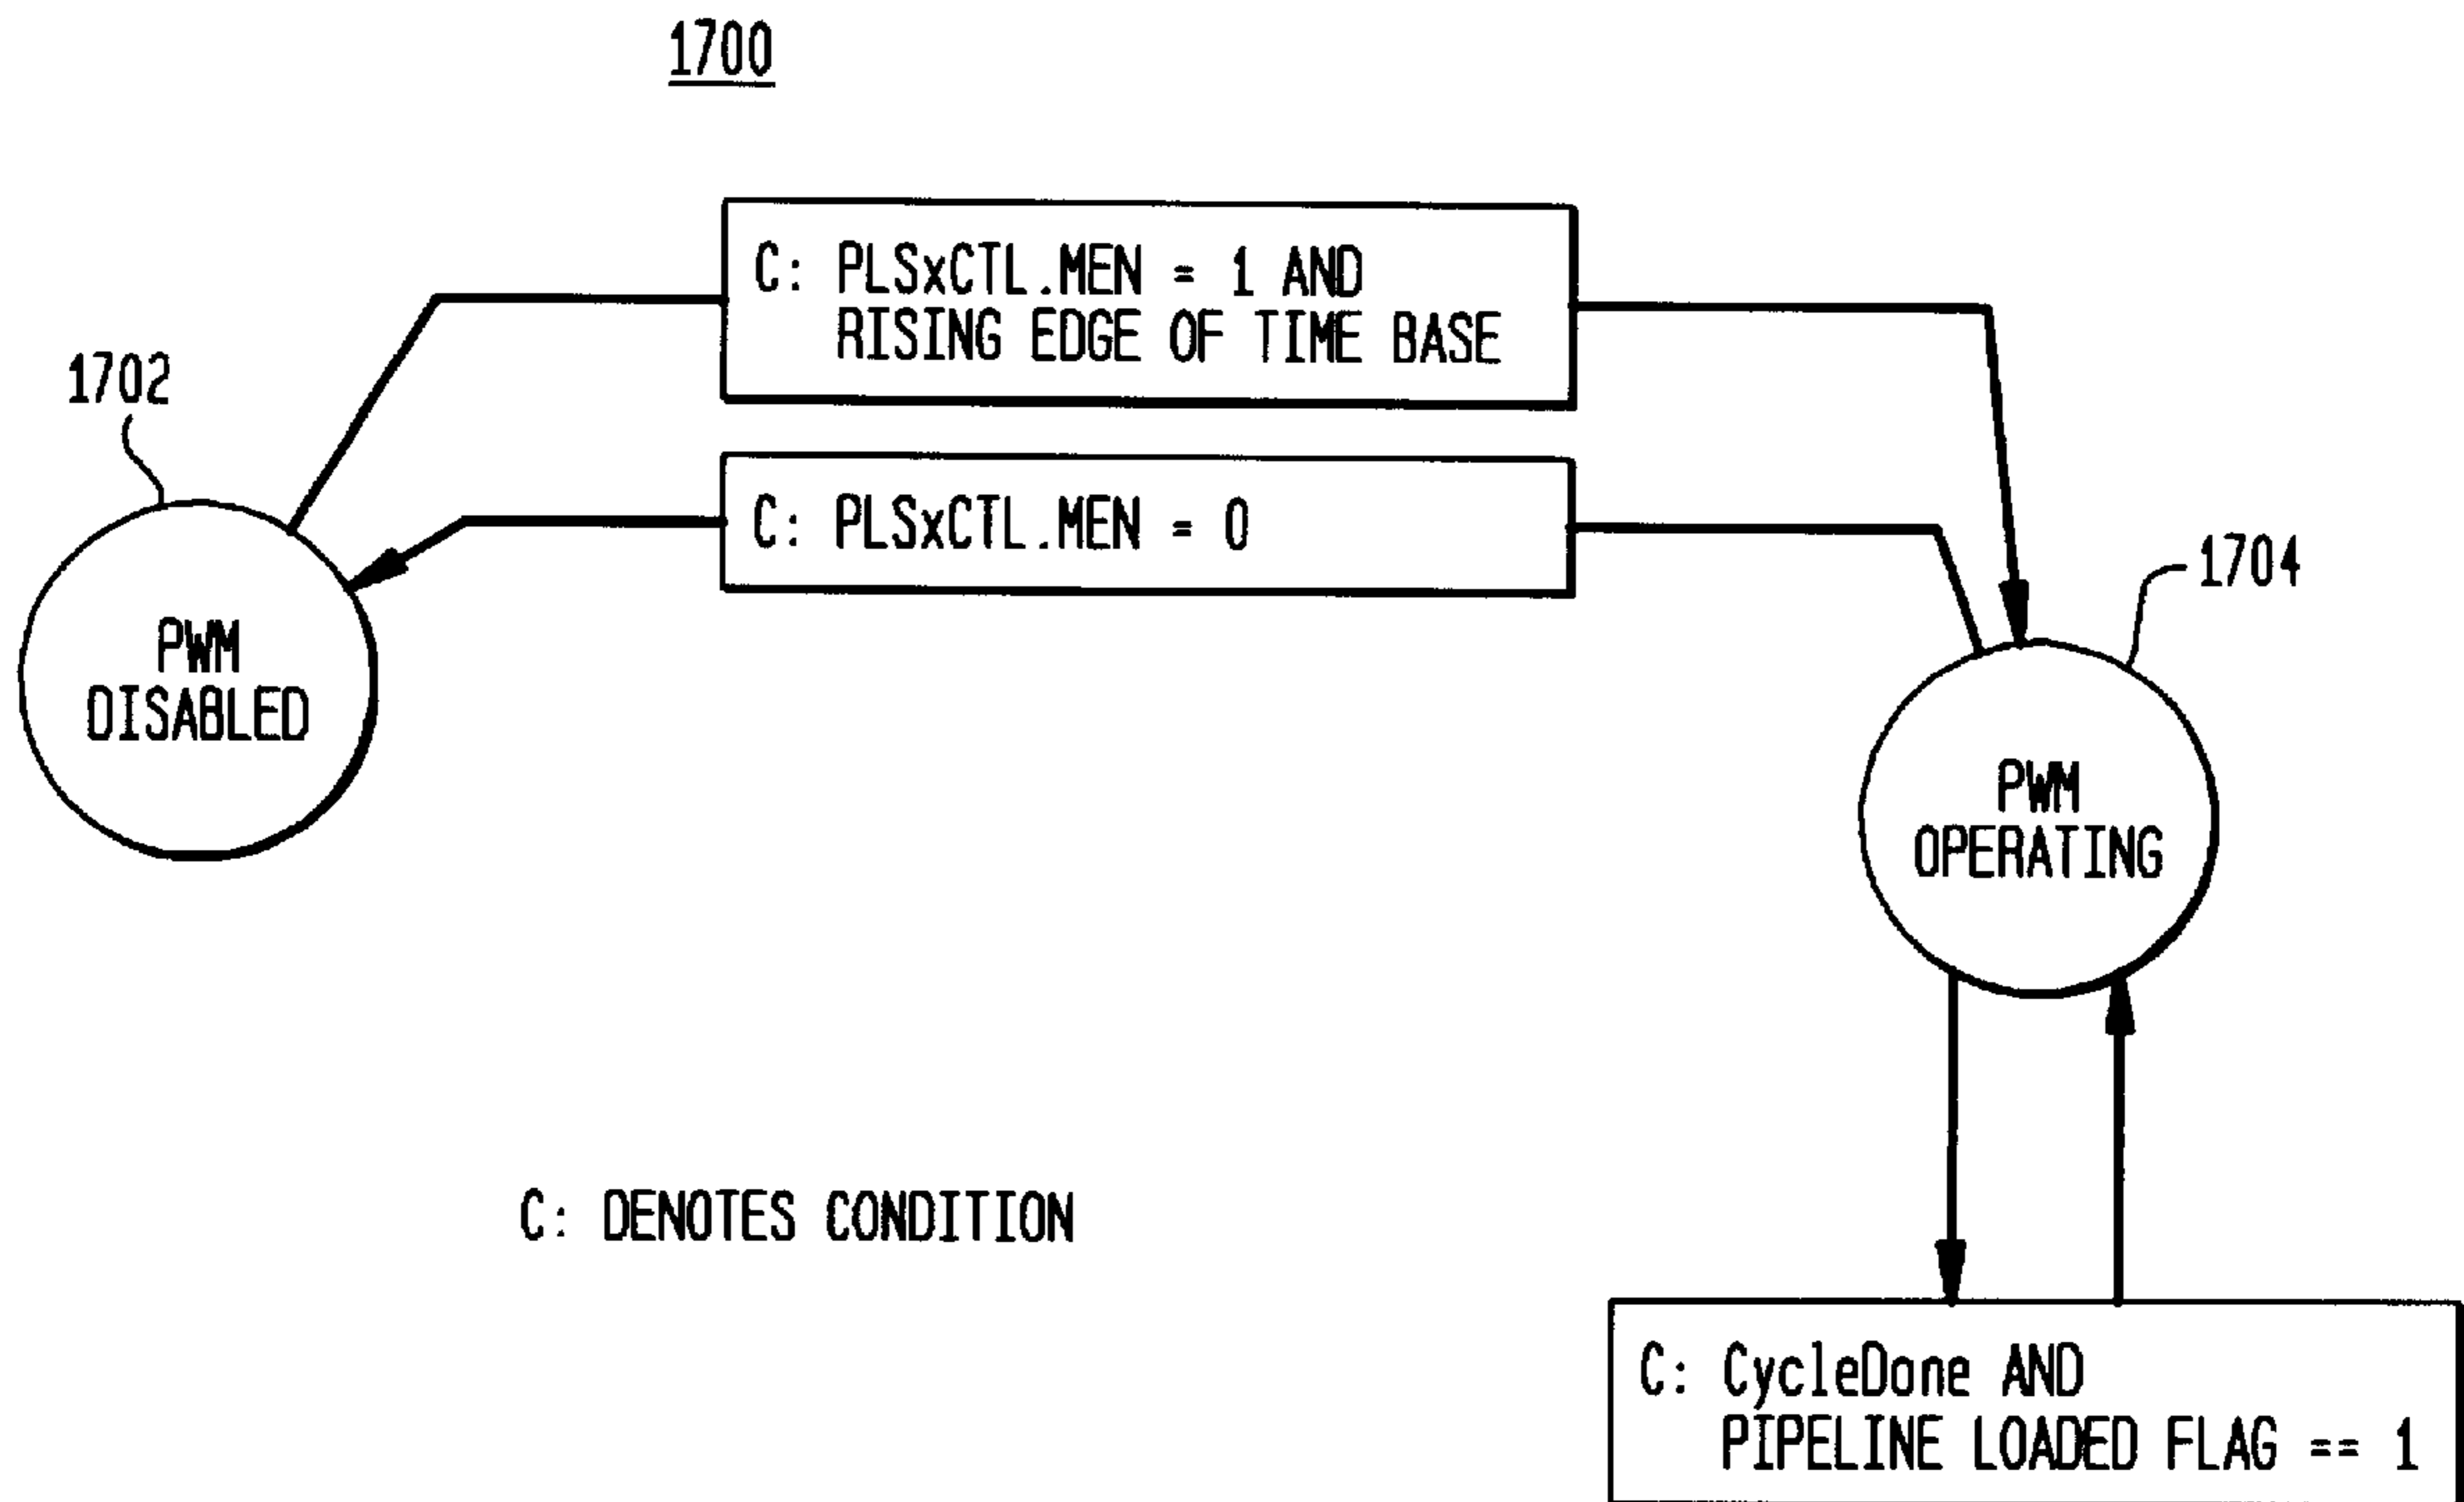 1700
C: PLSxCTL.MEN = 1 AND
RISING EDGE OF TIME BASE
1702
C: PLSxCTL.MEN = 0
1704
PWM
DISABLED
PWM
OPERATING
C: DENOTES CONDITION
C: CycleDone AND
PIPELINE LOADED FLAG == 1